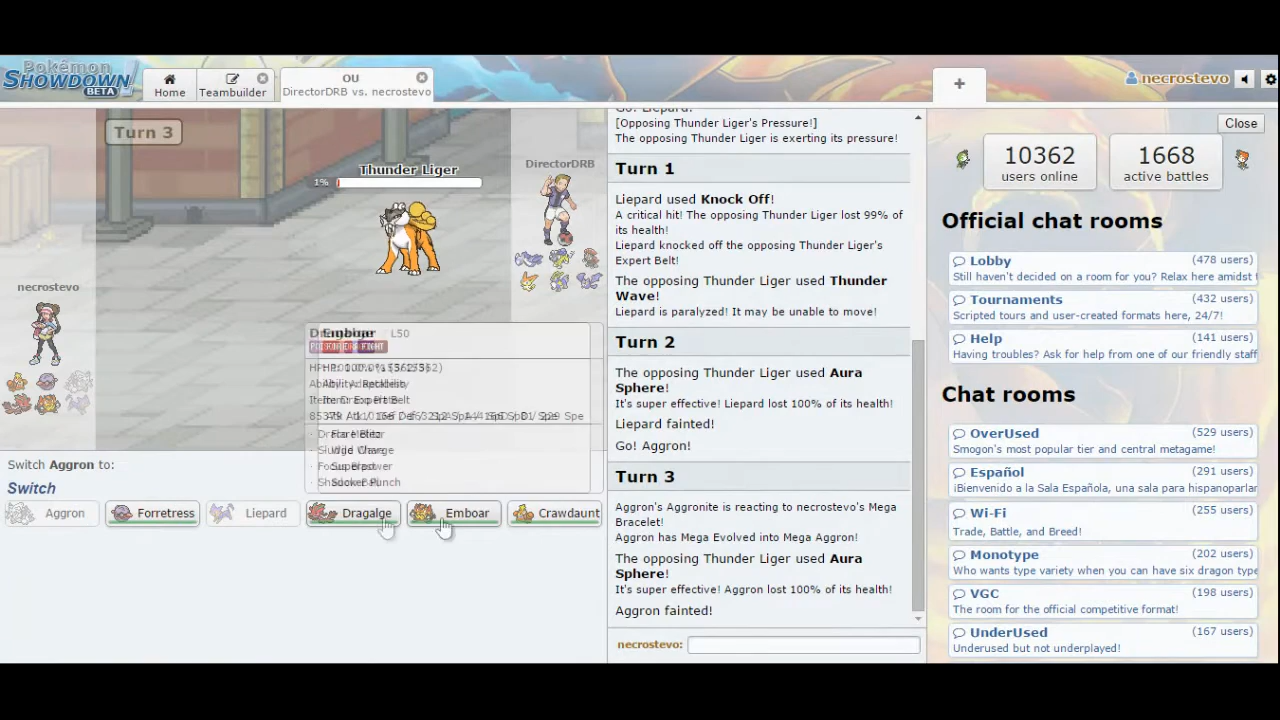 Pokémon
SHOWDOWN
BETA
Home
Teambuilder
OU
DirectorDRB vs. necrostevo
+
necrostevo
Turn 3
Thunder Liger
1%
DirectorDRB
necrostevo
Emboar
L50
Switch Aggron to:
Switch
Aggron
Forretress
Liepard
Dragalge
Emboar
Crawdaunt
Go! Liepard!
[Opposing Thunder Liger's Pressure!]
The opposing Thunder Liger is exerting its pressure!
Turn 1
Liepard used Knock Off!
A critical hit! The opposing Thunder Liger lost 99% of
its health!
Liepard knocked off the opposing Thunder Liger's
Expert Belt!
The opposing Thunder Liger used Thunder
Wave!
Liepard is paralyzed! It may be unable to move!
Turn 2
The opposing Thunder Liger used Aura
Sphere!
It's super effective! Liepard lost 100% of its health!
Liepard fainted!
Go! Aggron!
Turn 3
Aggron's Aggronite is reacting to necrostevo's Mega
Bracelet!
Aggron has Mega Evolved into Mega Aggron!
The opposing Thunder Liger used Aura
Sphere!
It's super effective! Aggron lost 100% of its health!
Aggron fainted!
necrostevo:
Close
10362
users online
1668
active battles
Official chat rooms
Lobby
(478 users)
Still haven't decided on a room for you? Relax here amidst t
Tournaments
(432 users)
Scripted tours and user-created formats here, 24/7!
Help
(141 users)
Having troubles? Ask for help from one of our friendly staff
Chat rooms
OverUsed
(529 users)
Smogon's most popular tier and central metagame!
Español
(291 users)
¡Bienvenido a la Sala Española, una sala para hispanoparlan
Wi-Fi
(255 users)
Trade, Battle, and Breed!
Monotype
(202 users)
Who wants type variety when you can have six dragon type
VGC
(198 users)
The room for the official competitive format!
UnderUsed
(167 users)
Underused but not underplayed!